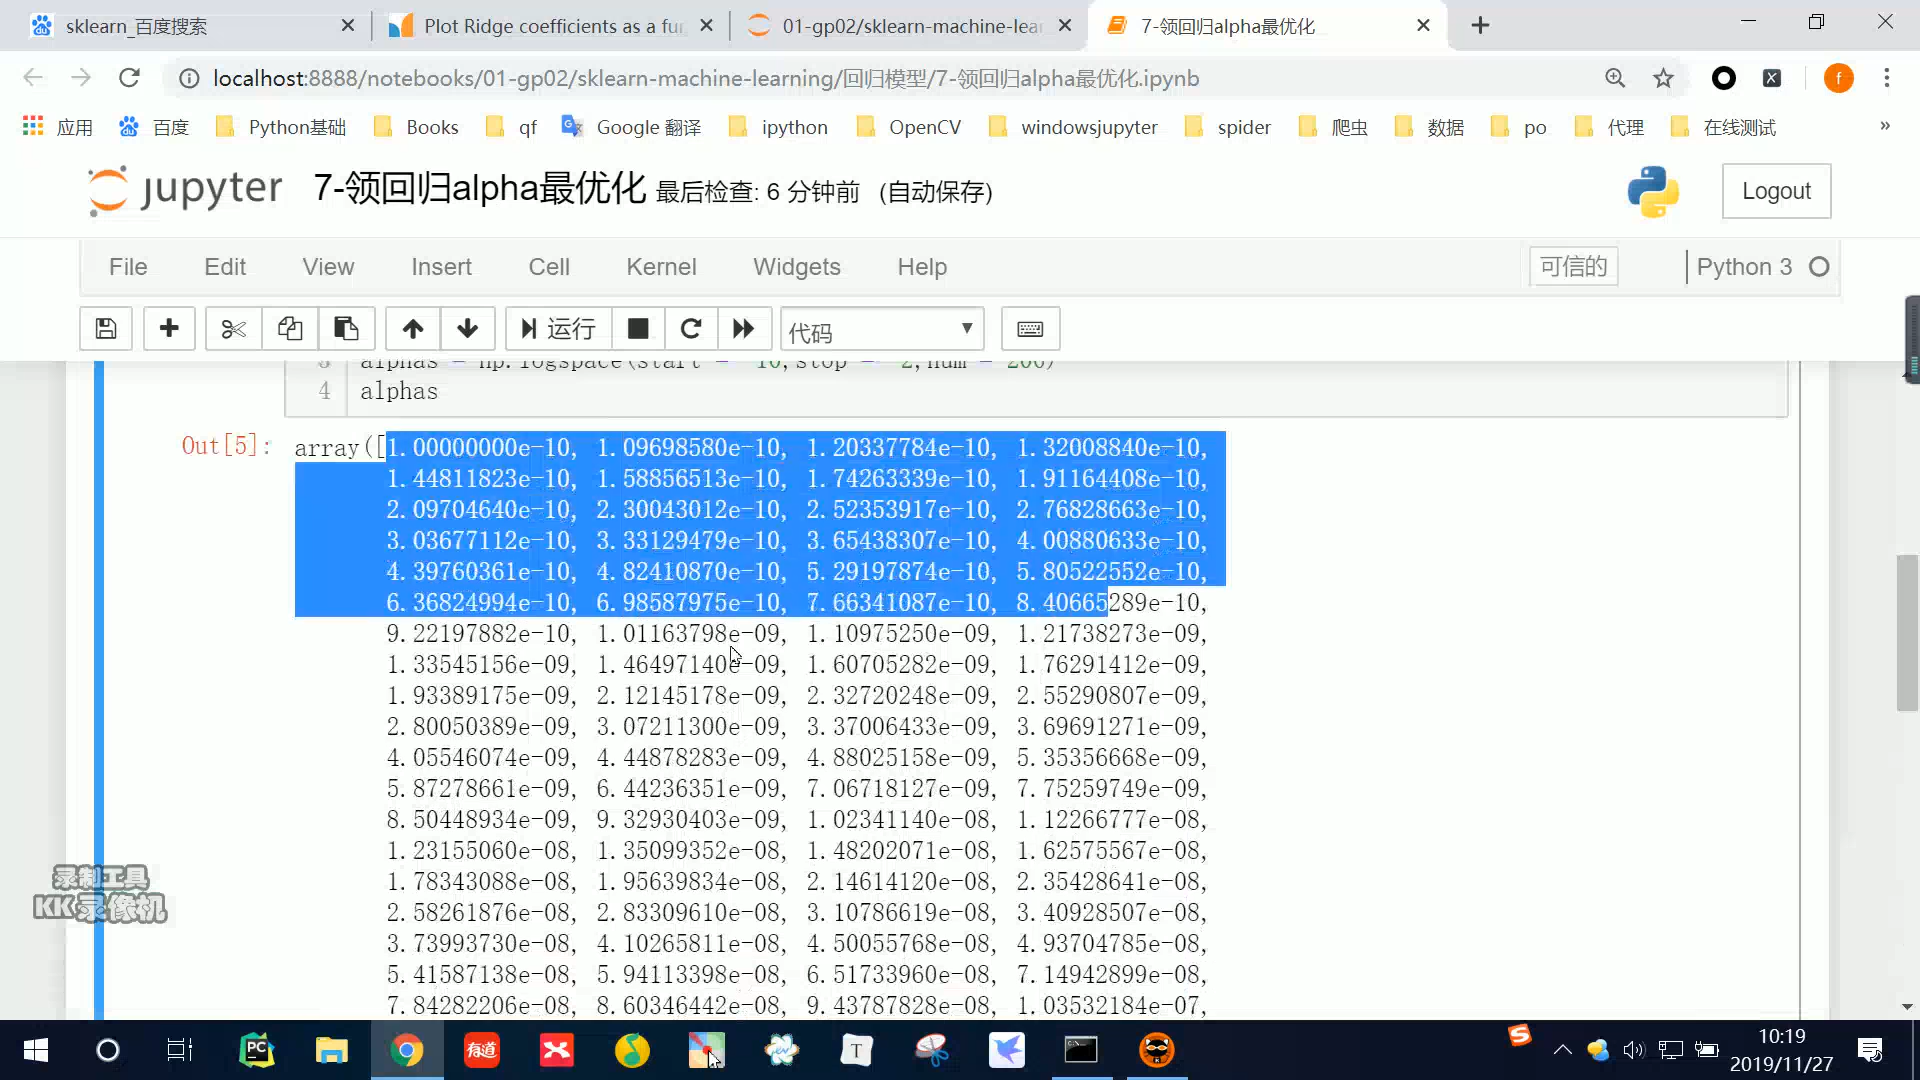 sklearn_百度搜索
Plot Ridge coefficients as a fun
01-gp02/sklearn-machine-lear
7-领回归alpha最优化
localhost:8888/notebooks/01-gp02/sklearn-machine-learning/回归模型/7-领回归alpha最优化.ipynb
f
应用 百度 Python基础 Books qf Google 翻译 ipython OpenCV windowsjupyter spider 爬虫 数据 po 代理 在线测试 »
jupyter 7-领回归alpha最优化 最后检查: 6 分钟前 (自动保存)
Logout
File Edit View Insert Cell Kernel Widgets Help 可信的 Python 3
运行 代码
3 alphas = np.logspace(start = -10,stop = -2,num = 200)
4 alphas
Out[5]: array([1.00000000e-10, 1.09698580e-10, 1.20337784e-10, 1.32008840e-10,
1.44811823e-10, 1.58856513e-10, 1.74263339e-10, 1.91164408e-10,
2.09704640e-10, 2.30043012e-10, 2.52353917e-10, 2.76828663e-10,
3.03677112e-10, 3.33129479e-10, 3.65438307e-10, 4.00880633e-10,
4.39760361e-10, 4.82410870e-10, 5.29197874e-10, 5.80522552e-10,
6.36824994e-10, 6.98587975e-10, 7.66341087e-10, 8.40665289e-10,
9.22197882e-10, 1.01163798e-09, 1.10975250e-09, 1.21738273e-09,
1.33545156e-09, 1.46497140e-09, 1.60705282e-09, 1.76291412e-09,
1.93389175e-09, 2.12145178e-09, 2.32720248e-09, 2.55290807e-09,
2.80050389e-09, 3.07211300e-09, 3.37006433e-09, 3.69691271e-09,
4.05546074e-09, 4.44878283e-09, 4.88025158e-09, 5.35356668e-09,
5.87278661e-09, 6.44236351e-09, 7.06718127e-09, 7.75259749e-09,
8.50448934e-09, 9.32930403e-09, 1.02341140e-08, 1.12266777e-08,
1.23155060e-08, 1.35099352e-08, 1.48202071e-08, 1.62575567e-08,
1.78343088e-08, 1.95639834e-08, 2.14614120e-08, 2.35428641e-08,
2.58261876e-08, 2.83309610e-08, 3.10786619e-08, 3.40928507e-08,
3.73993730e-08, 4.10265811e-08, 4.50055768e-08, 4.93704785e-08,
5.41587138e-08, 5.94113398e-08, 6.51733960e-08, 7.14942899e-08,
7.84282206e-08, 8.60346442e-08, 9.43787828e-08, 1.03532184e-07,
录制工具
KK录像机
PC
有道
T
S
10:19
2019/11/27